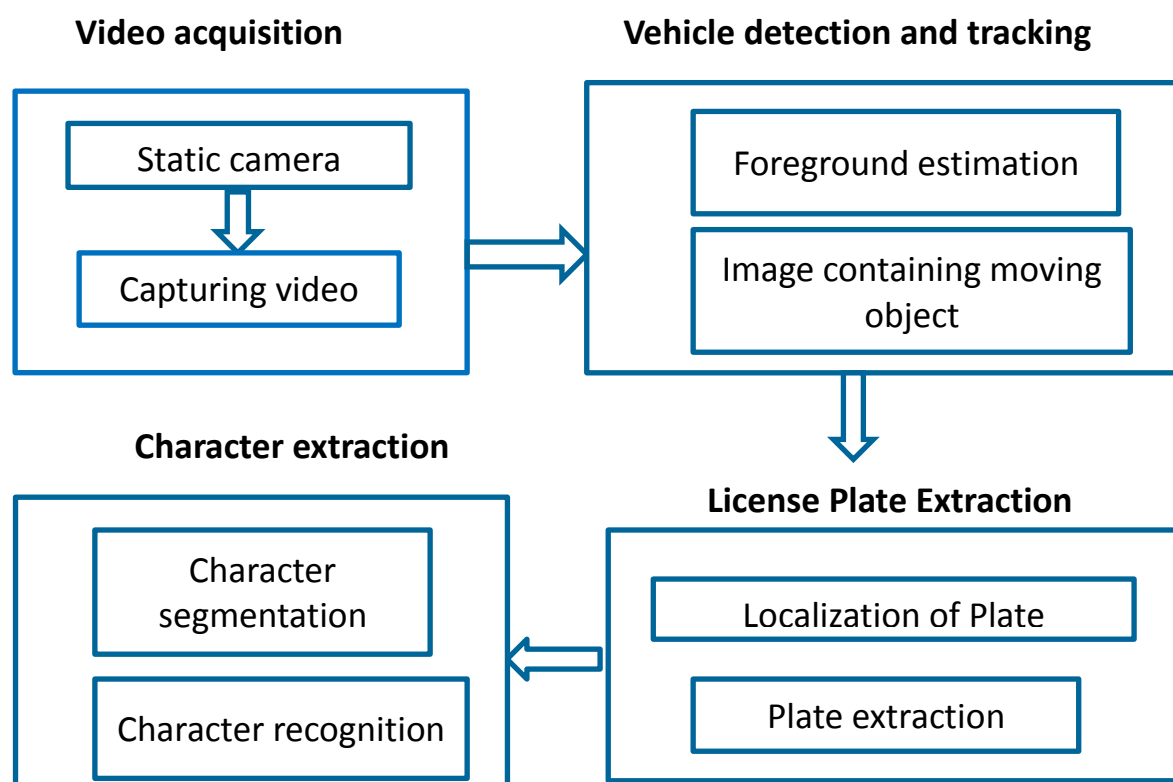 Video acquisition
Static camera
Capturing video
Vehicle detection and tracking
Foreground estimation
Image containing moving
object
License Plate Extraction
Localization of Plate
Plate extraction
Character extraction
Character
segmentation
Character recognition